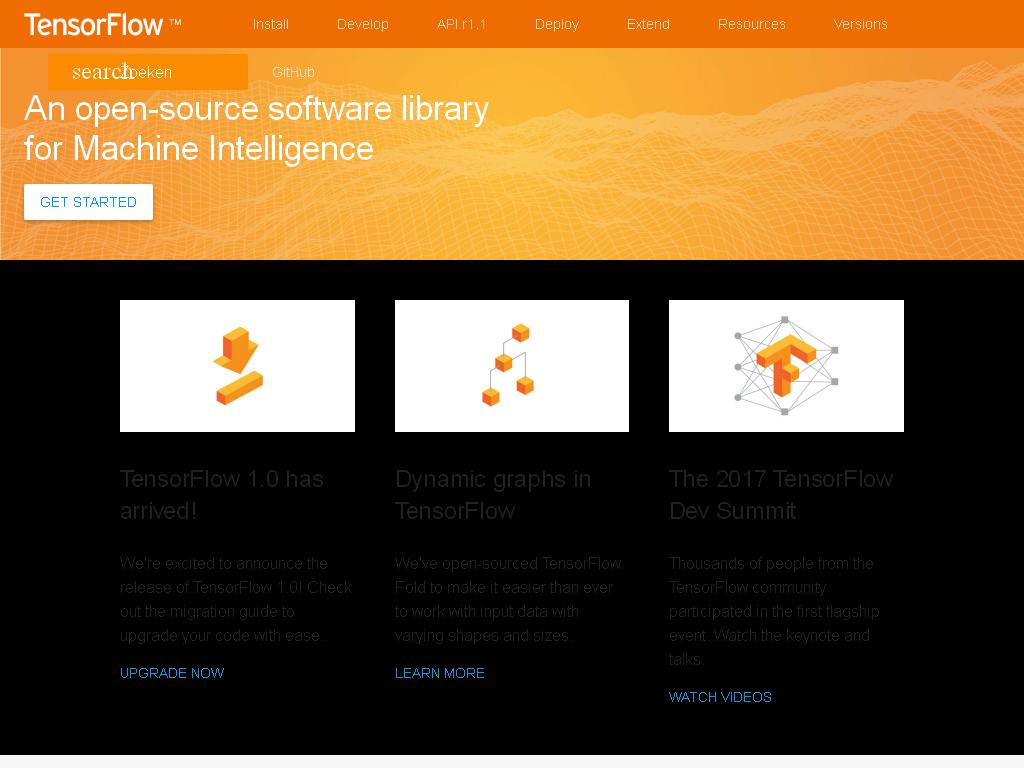 TensorFlow ™
Install Develop API r1.1 Deploy Extend Resources Versions
search Zoeken GitHub
An open-source software library
for Machine Intelligence
GET STARTED
TensorFlow 1.0 has
arrived!
We're excited to announce the
release of TensorFlow 1.0! Check
out the migration guide to
upgrade your code with ease.
UPGRADE NOW
Dynamic graphs in
TensorFlow
We've open-sourced TensorFlow
Fold to make it easier than ever
to work with input data with
varying shapes and sizes.
LEARN MORE
The 2017 TensorFlow
Dev Summit
Thousands of people from the
TensorFlow community
participated in the first flagship
event. Watch the keynote and
talks.
WATCH VIDEOS